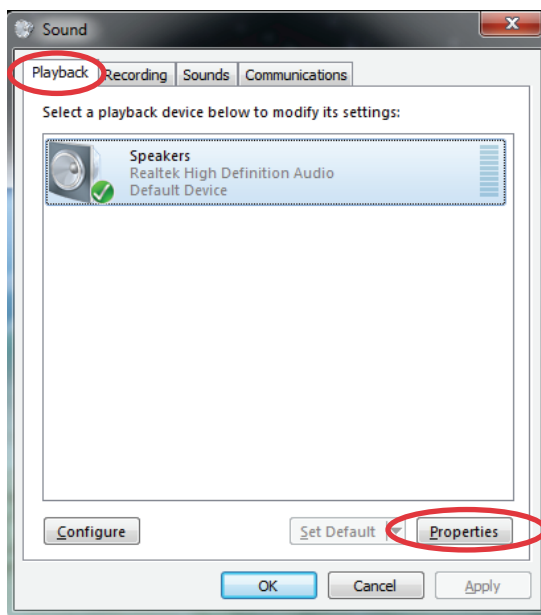 Sound
Playback Recording Sounds Communications
Select a playback device below to modify its settings:
Speakers
Realtek High Definition Audio
Default Device
Configure Set Default Properties
OK Cancel Apply